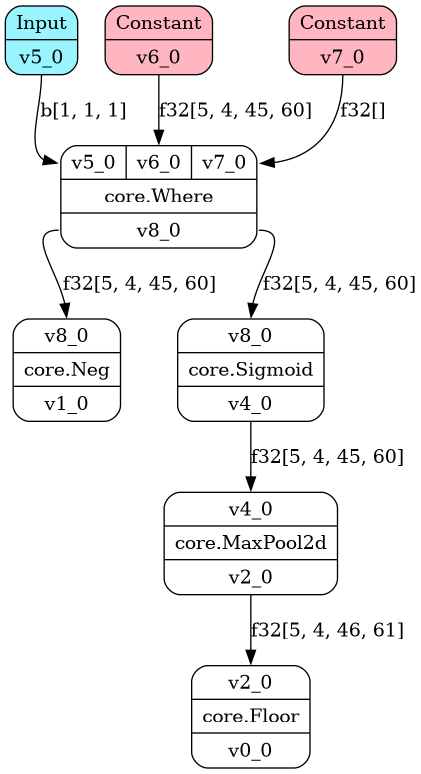 Input
v5_0
Constant
v6_0
Constant
v7_0
b[1, 1, 1]
f32[5, 4, 45, 60]
f32[]
v5_0 v6_0 v7_0
core.Where
v8_0
f32[5, 4, 45, 60]
f32[5, 4, 45, 60]
v8_0
core.Neg
v1_0
v8_0
core.Sigmoid
v4_0
f32[5, 4, 45, 60]
v4_0
core.MaxPool2d
v2_0
f32[5, 4, 46, 61]
v2_0
core.Floor
v0_0